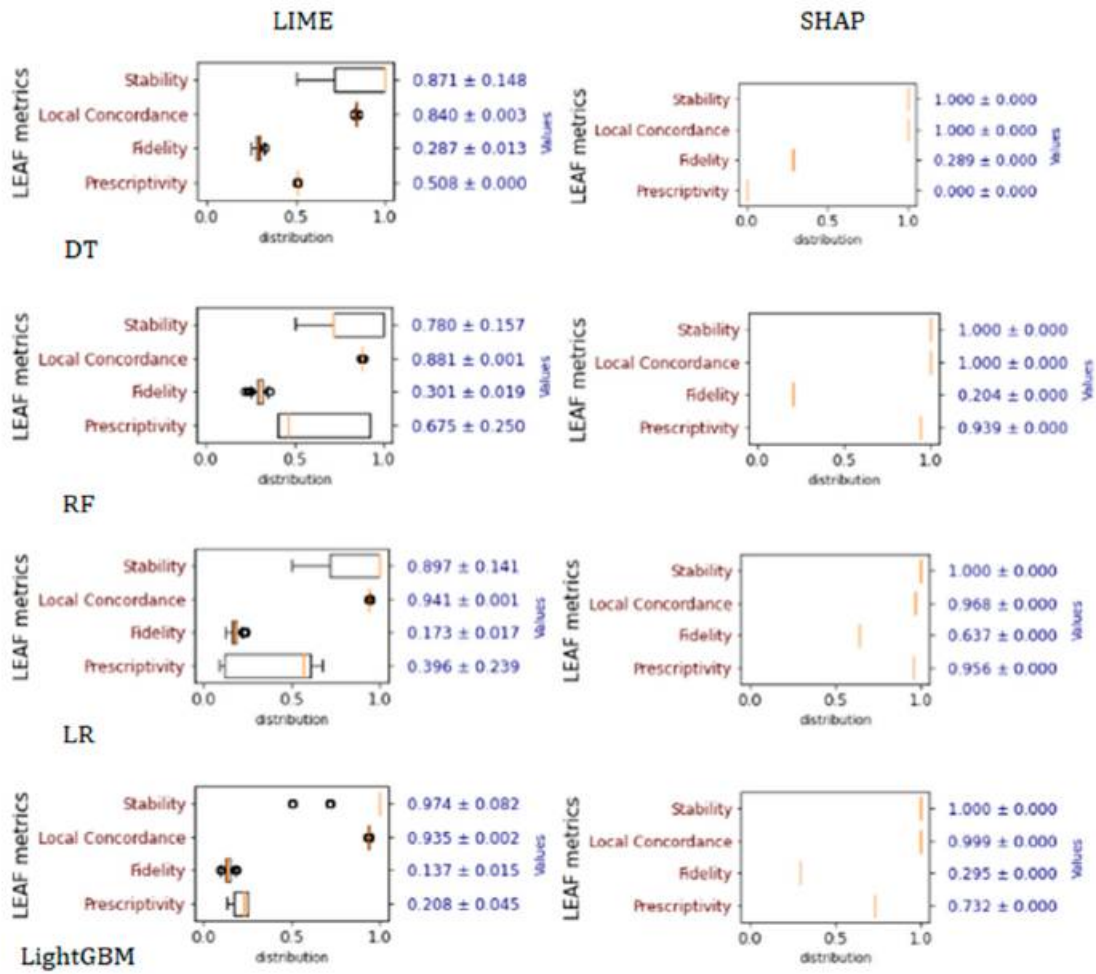 LIME SHAP
LEAF metrics
Stability 0.871 ± 0.148
Local Concordance 0.840 ± 0.003
Fidelity 0.287 ± 0.013
Prescriptivity 0.508 ± 0.000
Values
0.0 0.5 1.0
distribution
LEAF metrics
Stability 1.000 ± 0.000
Local Concordance 1.000 ± 0.000
Fidelity 0.289 ± 0.000
Prescriptivity 0.000 ± 0.000
Values
0.0 0.5 1.0
distribution
DT
LEAF metrics
Stability 0.780 ± 0.157
Local Concordance 0.881 ± 0.001
Fidelity 0.301 ± 0.019
Prescriptivity 0.675 ± 0.250
Values
0.0 0.5 1.0
distribution
LEAF metrics
Stability 1.000 ± 0.000
Local Concordance 1.000 ± 0.000
Fidelity 0.204 ± 0.000
Prescriptivity 0.939 ± 0.000
Values
0.0 0.5 1.0
distribution
RF
LEAF metrics
Stability 0.897 ± 0.141
Local Concordance 0.941 ± 0.001
Fidelity 0.173 ± 0.017
Prescriptivity 0.396 ± 0.239
Values
0.0 0.5 1.0
distribution
LEAF metrics
Stability 1.000 ± 0.000
Local Concordance 0.968 ± 0.000
Fidelity 0.637 ± 0.000
Prescriptivity 0.956 ± 0.000
Values
0.0 0.5 1.0
distribution
LR
LEAF metrics
Stability 0.974 ± 0.082
Local Concordance 0.935 ± 0.002
Fidelity 0.137 ± 0.015
Prescriptivity 0.208 ± 0.045
Values
0.0 0.5 1.0
distribution
LEAF metrics
Stability 1.000 ± 0.000
Local Concordance 0.999 ± 0.000
Fidelity 0.295 ± 0.000
Prescriptivity 0.732 ± 0.000
Values
0.0 0.5 1.0
distribution
LightGBM